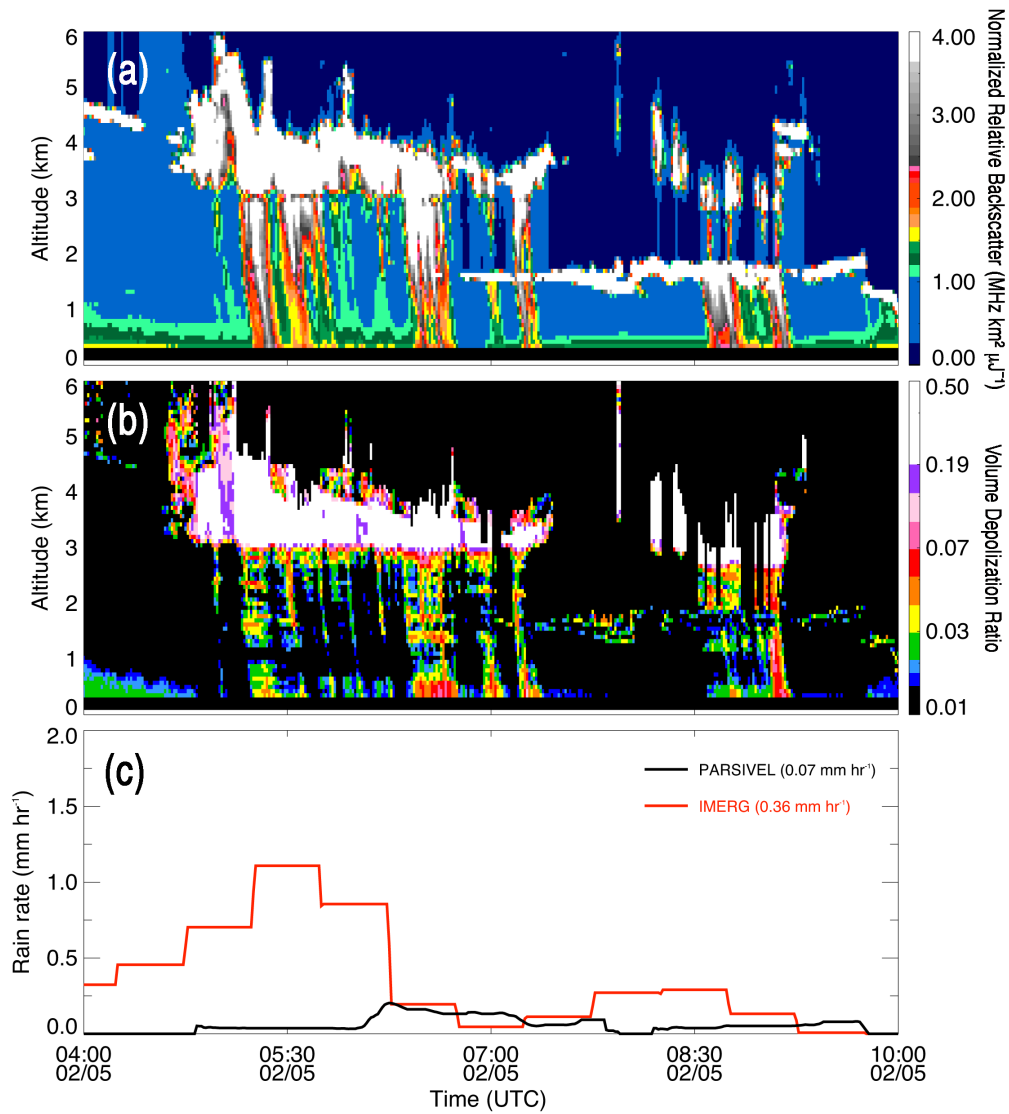 (a)
Altitude (km)
6
5
4
3
2
1
0
4.00
3.00
2.00
1.00
0.00
Normalized Relative Backscatter (MHz km² μJ⁻¹)
(b)
Altitude (km)
6
5
4
3
2
1
0
0.50
0.19
0.07
0.03
0.01
Volume Depolization Ratio
(c)
Rain rate (mm hr⁻¹)
2.0
1.5
1.0
0.5
0.0
PARSIVEL (0.07 mm hr⁻¹)
IMERG (0.36 mm hr⁻¹)
04:00 05:30 07:00 08:30 10:00
02/05 02/05 02/05 02/05 02/05
Time (UTC)